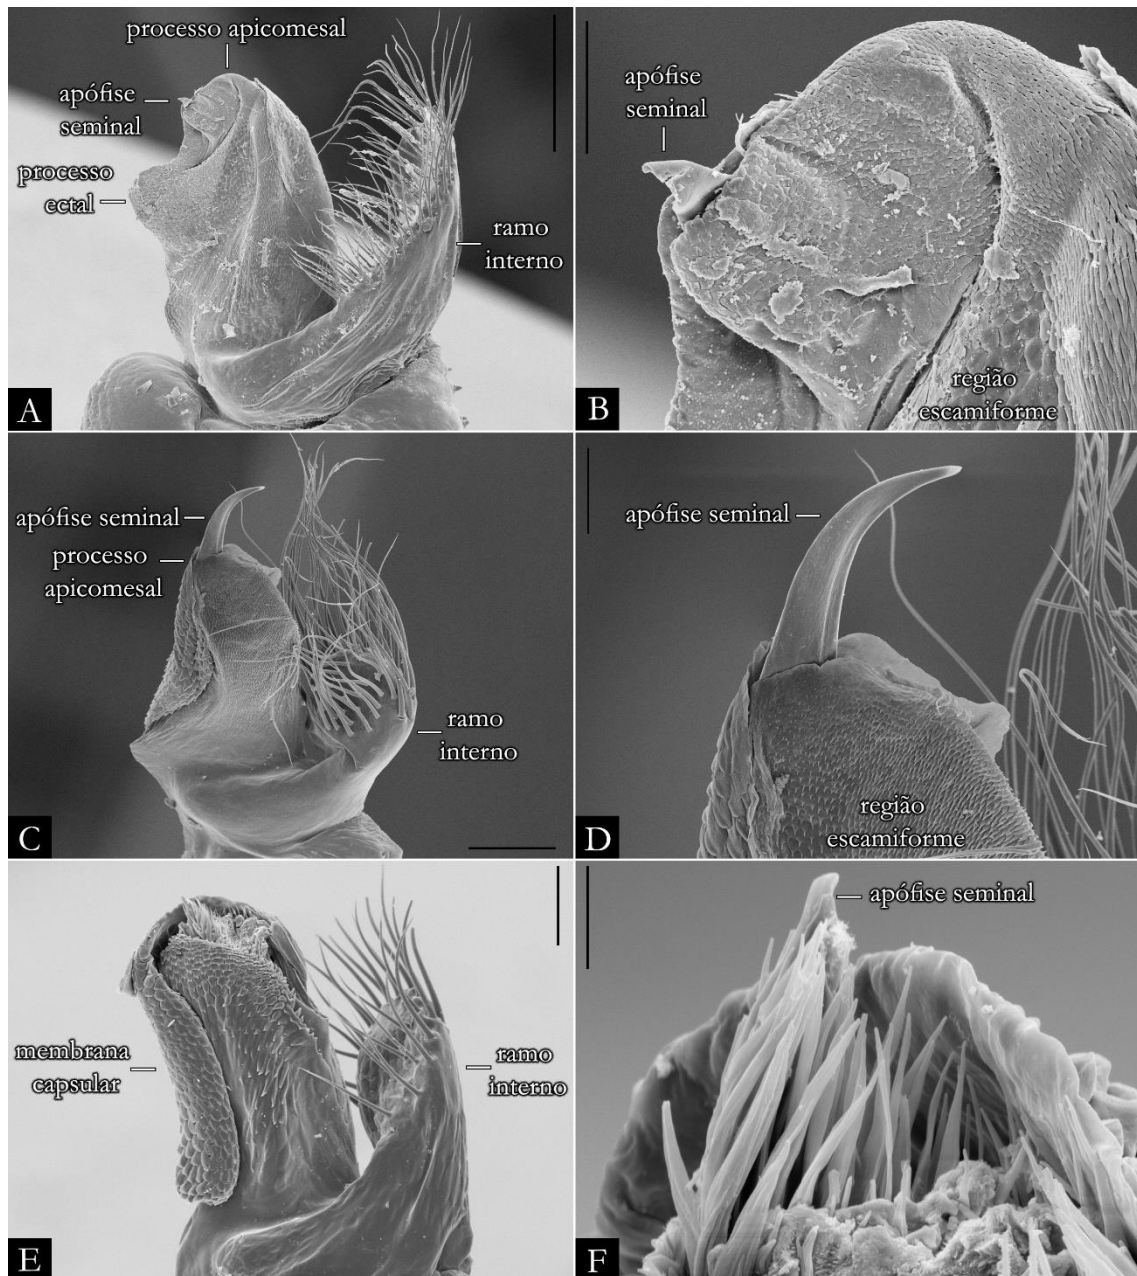 processo apicomesal
apófise
seminal
processo
ectal
ramo
interno
A
apófise
seminal
região
escamiforme
B
apófise seminal
processo
apicomesal
ramo
interno
C
apófise seminal
região
escamiforme
D
membrana
capsular
ramo
interno
E
apófise seminal
F